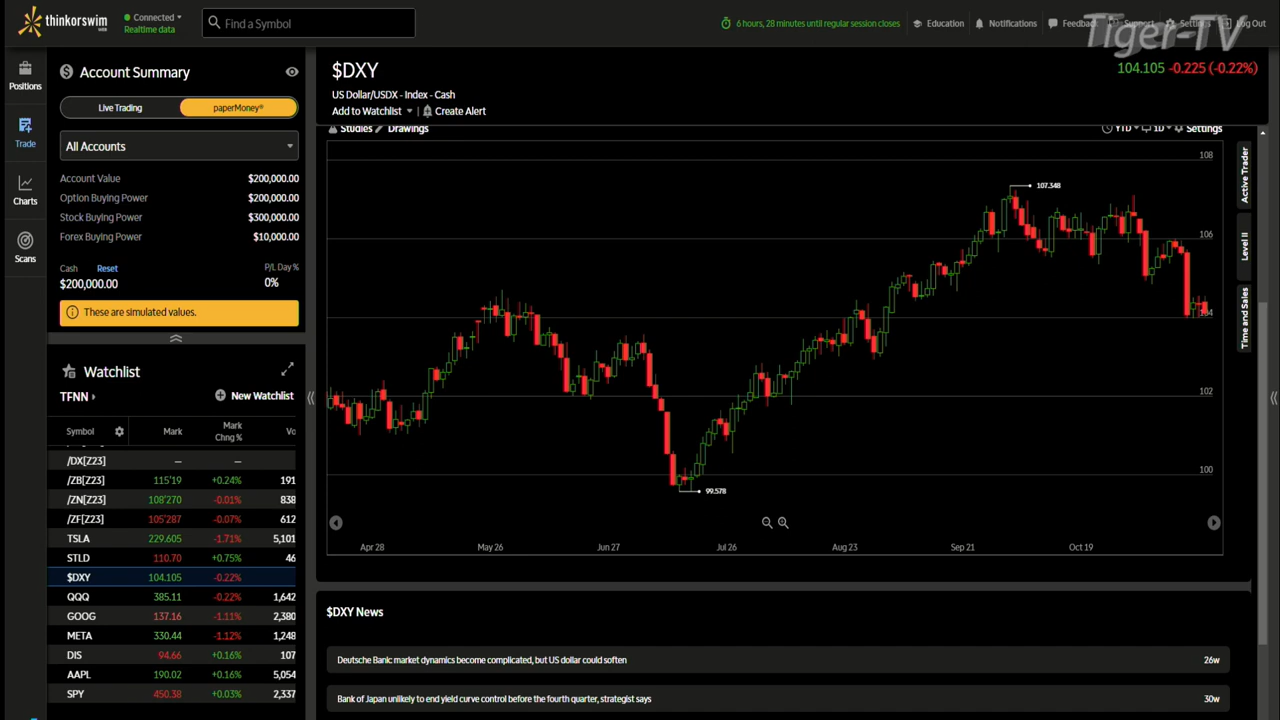 thinkorswim
WEB
Connected
Realtime data
Find a Symbol
6 hours, 28 minutes until regular session closes
Education
Notifications
Feedback
Support
Log Out
Tiger-TV
Positions
Trade
Charts
Scans
Account Summary
Live Trading
paperMoney®
All Accounts
Account Value $200,000.00
Option Buying Power $200,000.00
Stock Buying Power $300,000.00
Forex Buying Power $10,000.00
Cash Reset P/L Day %
$200,000.00 0%
These are simulated values.
Watchlist
TFNN New Watchlist
Symbol Mark Mark Chng % Vo
/DX[Z23] — —
/ZB[Z23] 115'19 +0.24% 191
/ZN[Z23] 108'270 -0.01% 838
/ZF[Z23] 105'287 -0.07% 612
TSLA 229.605 -1.71% 5,101
STLD 110.70 +0.75% 46
$DXY 104.105 -0.22%
QQQ 385.11 -0.22% 1,642
GOOG 137.16 -1.11% 2,380
META 330.44 -1.12% 1,248
DIS 94.66 +0.16% 107
AAPL 190.02 +0.16% 5,054
SPY 450.38 +0.03% 2,337
$DXY
104.105 -0.225 (-0.22%)
US Dollar/USDX - Index - Cash
Add to Watchlist | Create Alert
Studies Drawings YTD 1D Settings
108
107.348
106
104
102
100
99.578
Apr 28 May 26 Jun 27 Jul 26 Aug 23 Sep 21 Oct 19
Active Trader
Level II
Time and Sales
$DXY News
Deutsche Bank: market dynamics become complicated, but US dollar could soften 26w
Bank of Japan unlikely to end yield curve control before the fourth quarter, strategist says 30w